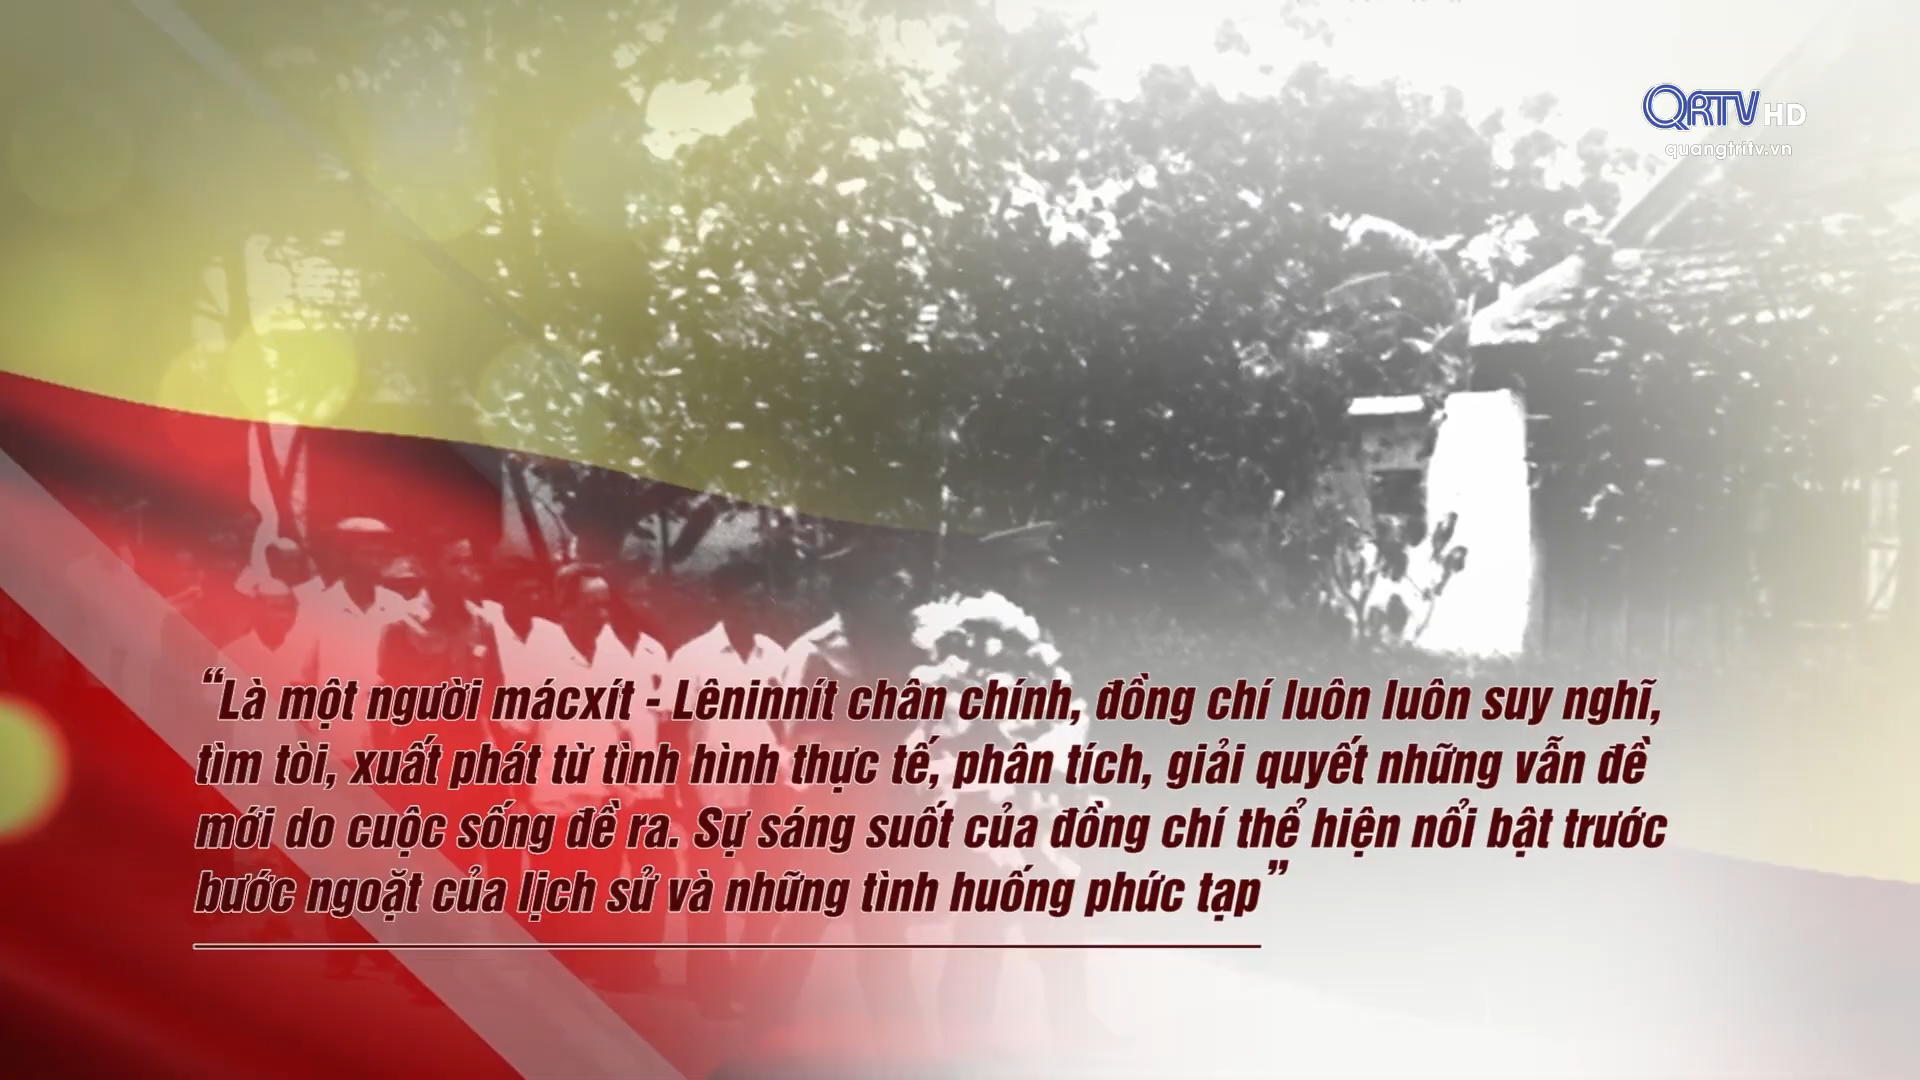 QRTV HD
quangtritv.vn
“Là một người mácxít - Lêninnít chân chính, đồng chí luôn luôn suy nghĩ,
tìm tòi, xuất phát từ tình hình thực tế, phân tích, giải quyết những vẫn đề
mới do cuộc sống đề ra. Sự sáng suốt của đồng chí thể hiện nổi bật trước
bước ngoặt của lịch sử và những tình huống phức tạp”